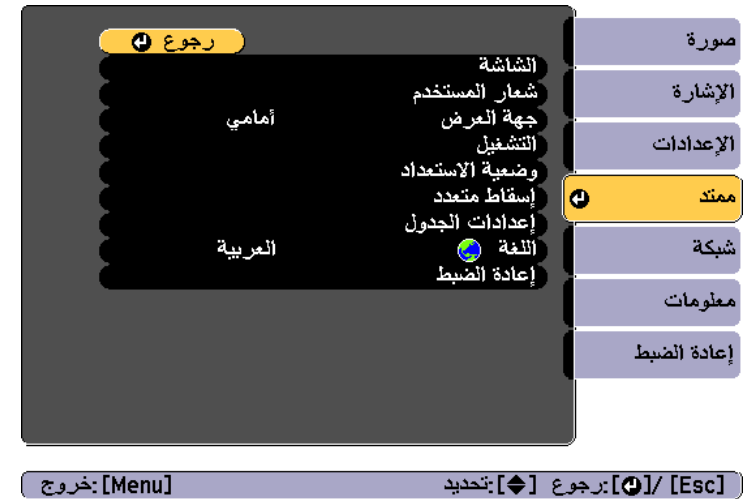 صورة
الإشارة
الإعدادات
ممتد
شبكة
معلومات
إعادة الضبط
رجوع
الشاشة
شعار المستخدم
جهة العرض أمامي
التشغيل
وضعية الاستعداد
إسقاط متعدد
إعدادات الجدول
اللغة العربية
إعادة الضبط
[Esc] /[⏎]:رجوع [◆]:تحديد [Menu]:خروج